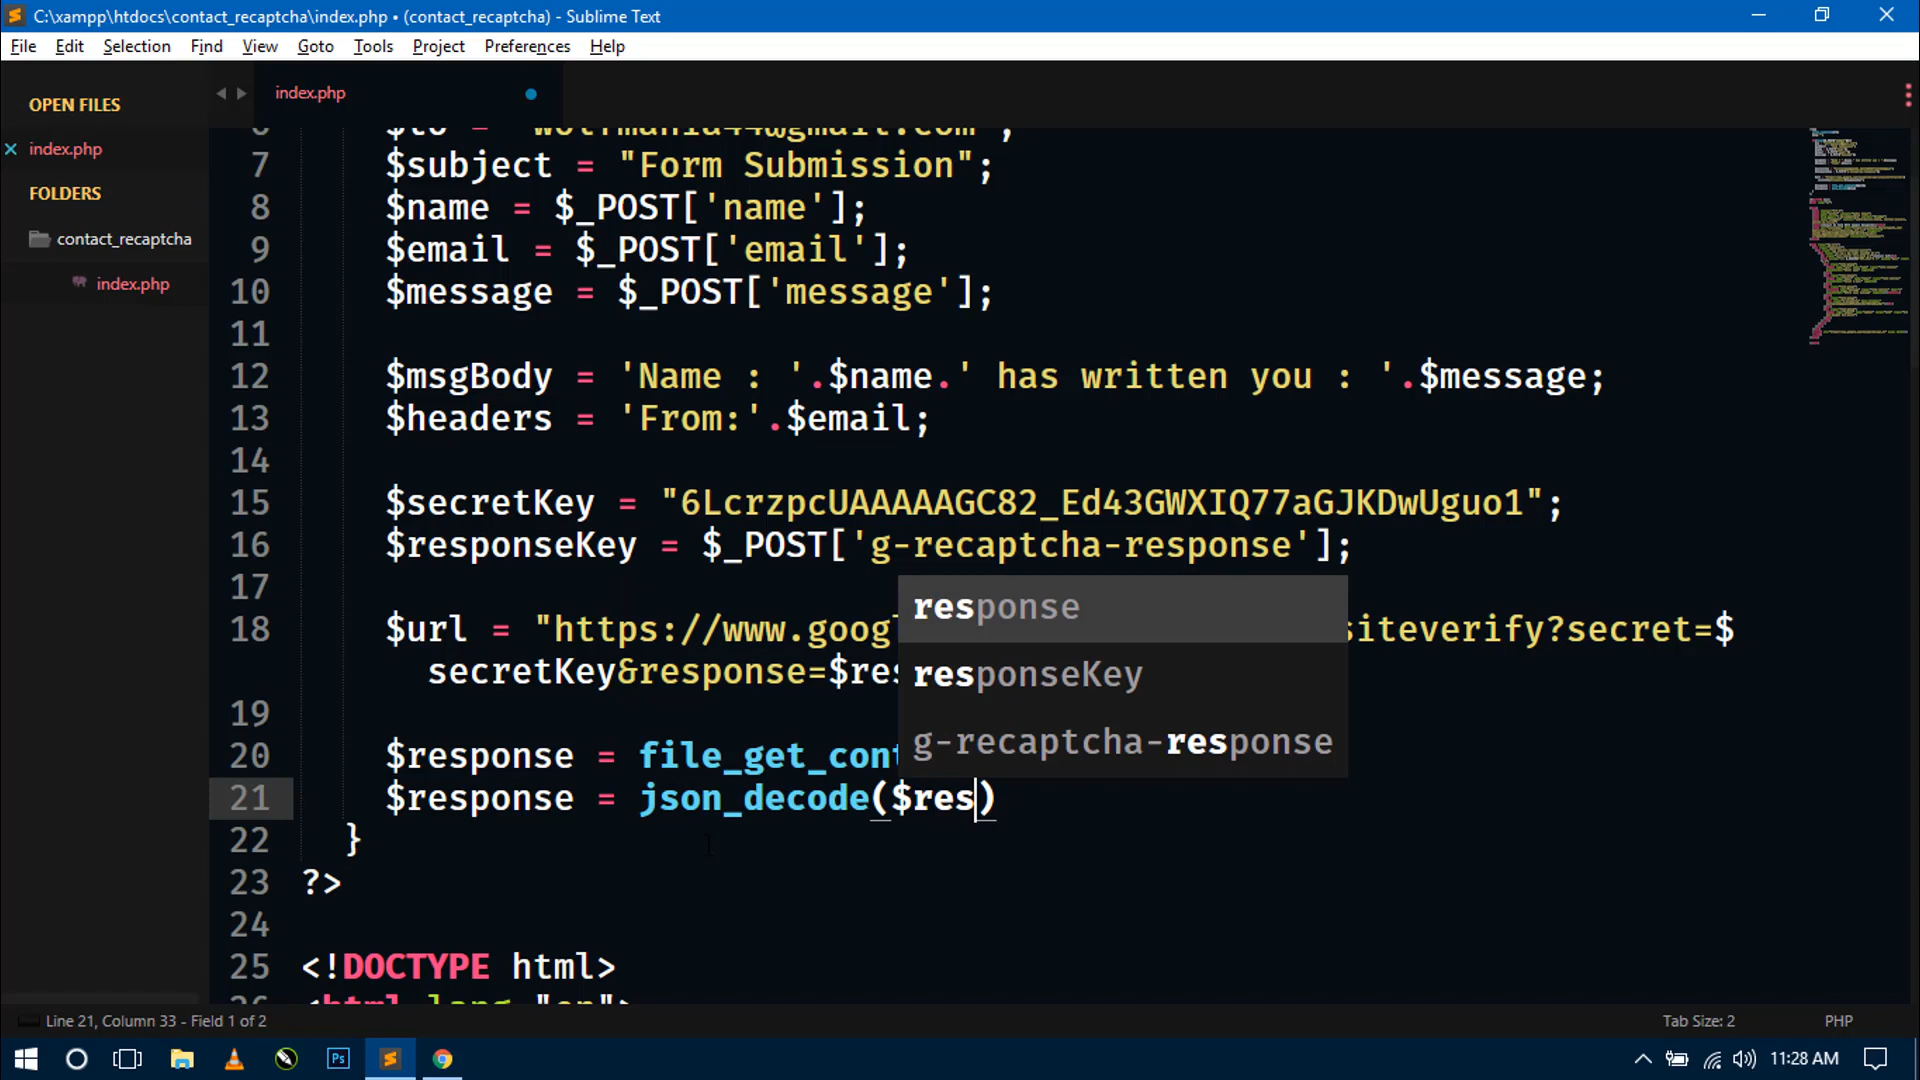 C:\xampp\htdocs\contact_recaptcha\index.php • (contact_recaptcha) - Sublime Text
File Edit Selection Find View Goto Tools Project Preferences Help
OPEN FILES
index.php
index.php
FOLDERS
contact_recaptcha
index.php
7 $subject = "Form Submission";
8 $name = $_POST['name'];
9 $email = $_POST['email'];
10 $message = $_POST['message'];
11
12 $msgBody = 'Name : '.$name.' has written you : '.$message;
13 $headers = 'From:'.$email;
14
15 $secretKey = "6LcrzpcUAAAAAGC82_Ed43GWXIQ77aGJKDwUguo1";
16 $responseKey = $_POST['g-recaptcha-response'];
17
response
18 $url = "https://www.goog siteverify?secret=$
secretKey&response=$res
responseKey
19
g-recaptcha-response
20 $response = file_get_cont
21 $response = json_decode($res)
22 }
23 ?>
24
25 <!DOCTYPE html>
Line 21, Column 33 - Field 1 of 2
Tab Size: 2
PHP
Ps
11:28 AM